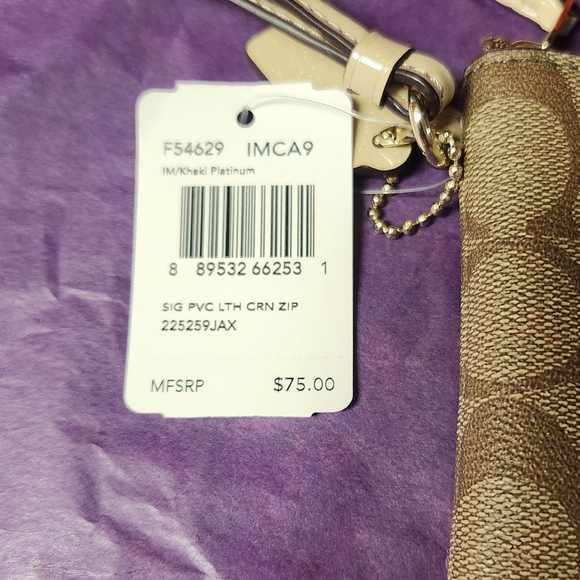 F54629 IMCA9
IM/Khaki Platinum
8 89532 66253 1
SIG PVC LTH CRN ZIP
225259JAX
MFSRP $75.00